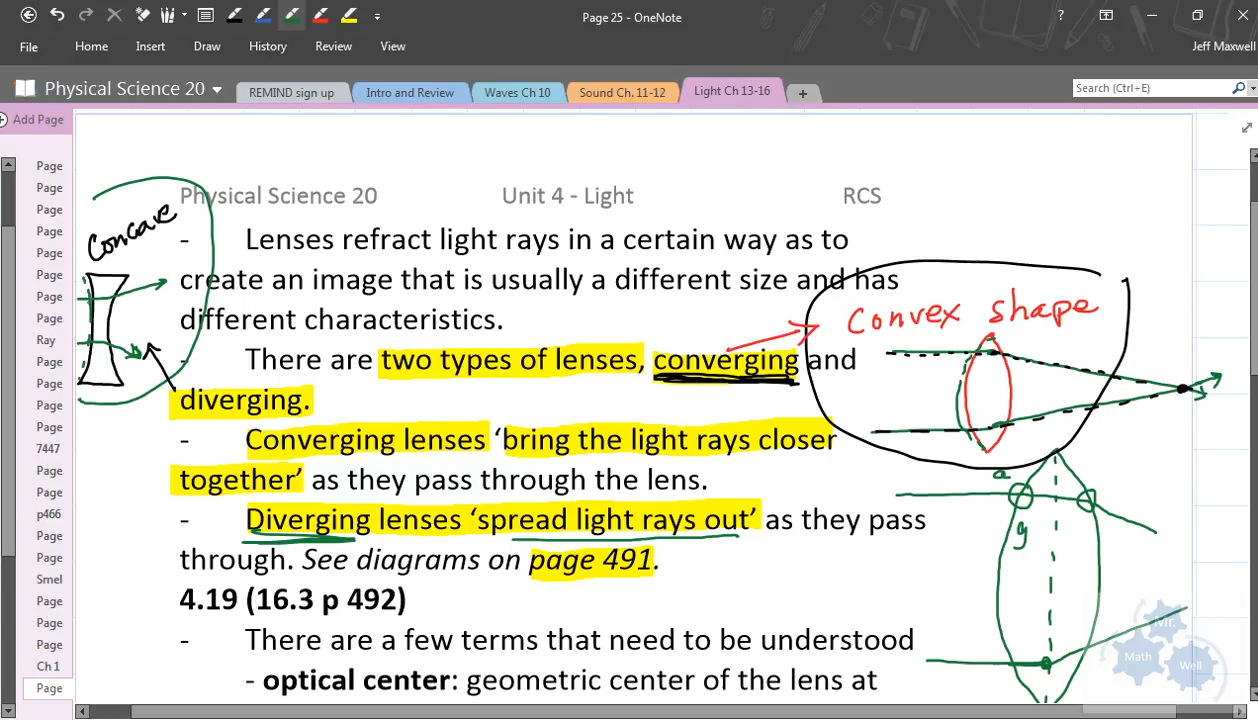 Page 25 - OneNote
?
File
Home
Insert
Draw
History
Review
View
Jeff Maxwell
Physical Science 20
REMIND sign up
Intro and Review
Waves Ch 10
Sound Ch. 11-12
Light Ch 13-16
Search (Ctrl+E)
Add Page
Page
Page
Page
Page
Page
Page
Page
Page
Ray
Page
Page
Page
7447
Page
Page
p466
Page
Page
Smel
Page
Page
Page
Ch 1
Page
Physical Science 20 Unit 4 - Light RCS
Concave
- Lenses refract light rays in a certain way as to
create an image that is usually a different size and has
different characteristics.
- There are two types of lenses, converging and
diverging.
- Converging lenses ‘bring the light rays closer
together’ as they pass through the lens.
- Diverging lenses ‘spread light rays out’ as they pass
through. See diagrams on page 491.
4.19 (16.3 p 492)
- There are a few terms that need to be understood
- optical center: geometric center of the lens at
Convex shape
a
g
Mr.
Math
Well